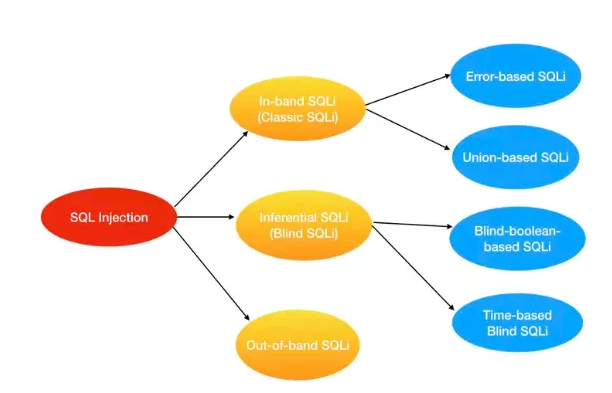 SQL Injection
In-band SQLi
(Classic SQLi)
Error-based SQLi
Union-based SQLi
Inferential SQLi
(Blind SQLi)
Blind-boolean-
based SQLi
Time-based
Blind SQLi
Out-of-band SQLi